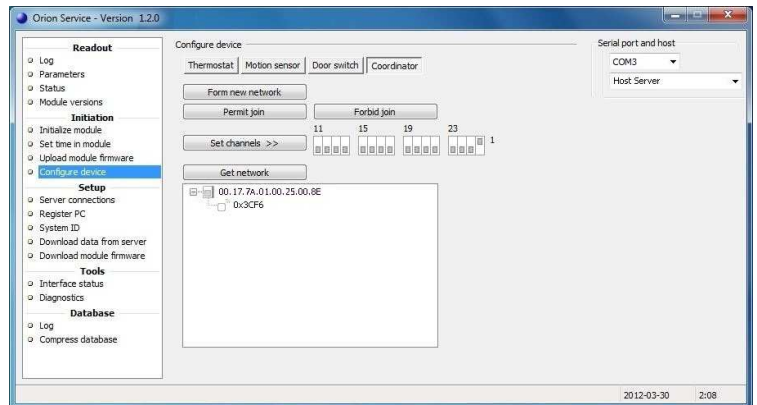 Orion Service - Version 1.2.0
Readout
Log
Parameters
Status
Module versions
Initiation
Initialize module
Set time in module
Upload module firmware
Configure device
Setup
Server connections
Register PC
System ID
Download data from server
Download module firmware
Tools
Interface status
Diagnostics
Database
Log
Compress database
Configure device
Thermostat Motion sensor Door switch Coordinator
Form new network
Permit join Forbid join
11 15 19 23
Set channels >> 1
Get network
00.17.7A.01.00.25.00.8E
0x3CF6
Serial port and host
COM3
Host Server
2012-03-30 2:08